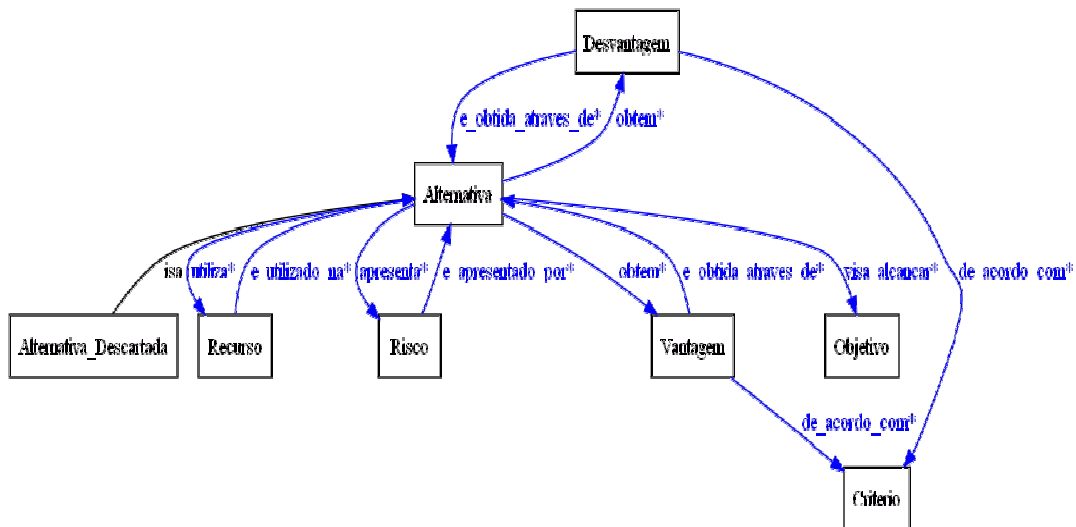 Desvantagem
e_obtida_atraves_de* obtem*
Alternativa
isa utiliza* e utilizado na* apresenta* e apresentado por* obtem* e obtida atraves de* visa alcancar* de acordo com*
Alternativa_Descartada Recurso Risco Vantagem Objetivo
de_acordo_com*
Criterio